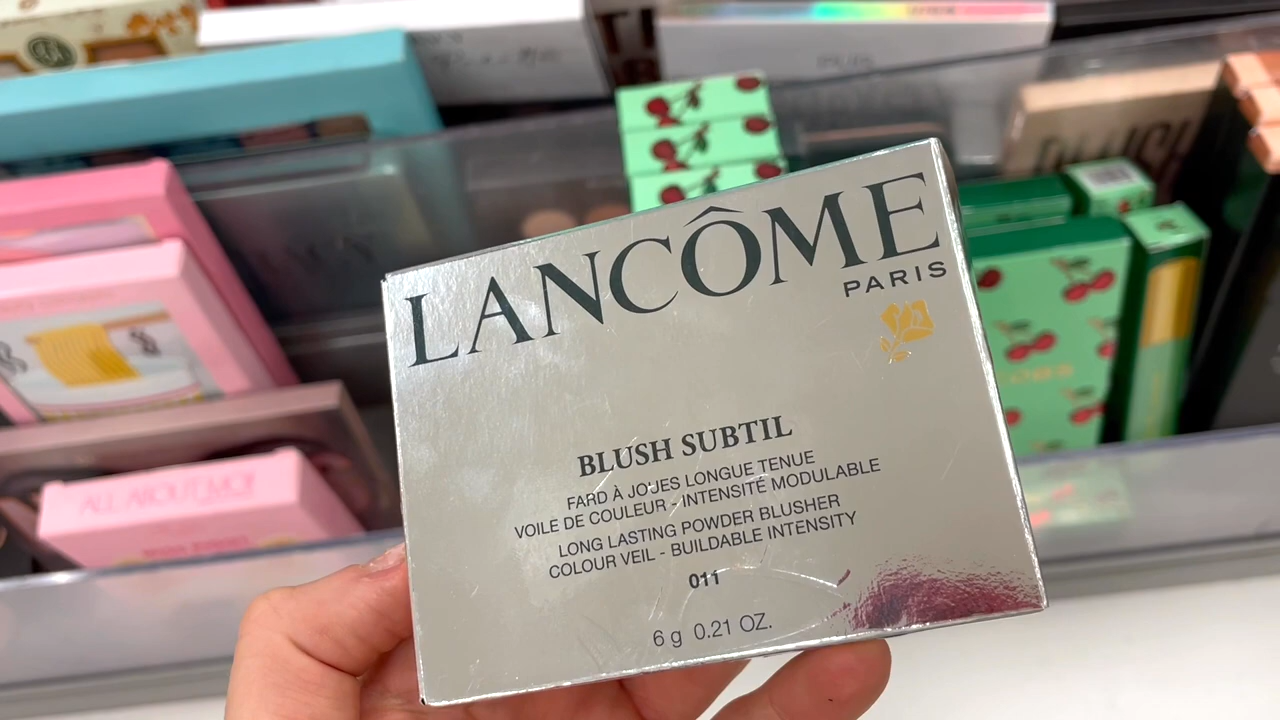 LANCÔME
PARIS
BLUSH SUBTIL
FARD À JOUES LONGUE TENUE
VOILE DE COULEUR - INTENSITÉ MODULABLE
LONG LASTING POWDER BLUSHER
COLOUR VEIL - BUILDABLE INTENSITY
011
6 g 0.21 OZ.
ALL ABOUT MOI
BLUSH